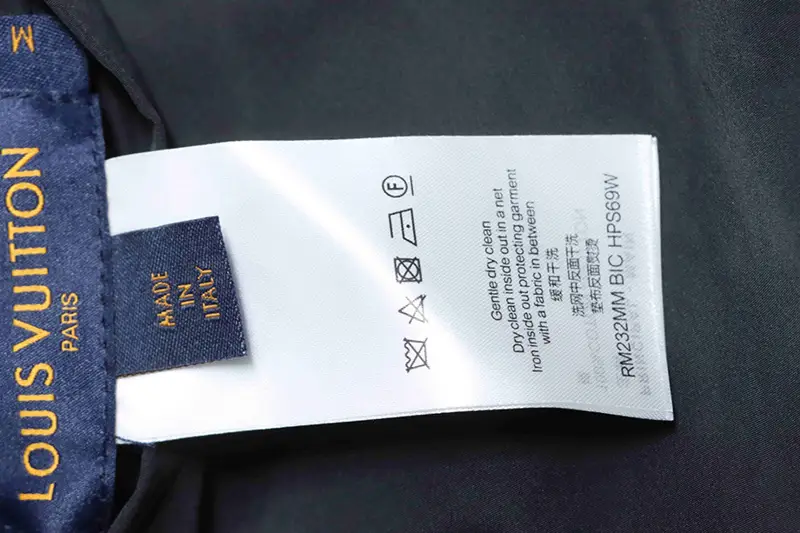 M
LOUIS VUITTON
PARIS
MADE
IN
ITALY
Gentle dry clean
Dry clean inside out in a net
Iron inside out protecting garment
with a fabric in between
缓和干洗
洗网中反面干洗
垫布反面熨烫
RM232MM BIC HPS69W